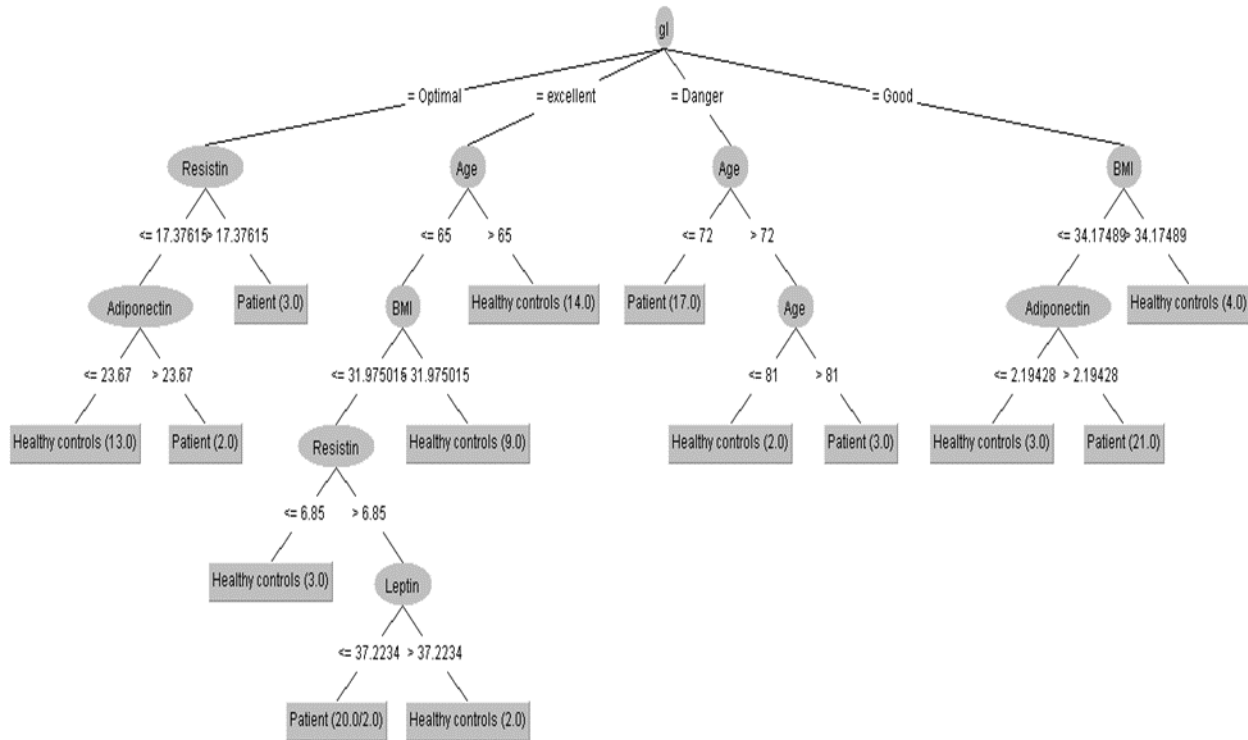 gl
= Optimal
= excellent
= Danger
= Good
Resistin
Age
Age
BMI
<= 17.37615
> 17.37615
<= 65
> 65
<= 72
> 72
<= 34.17489
> 34.17489
Adiponectin
Patient (3.0)
BMI
Healthy controls (14.0)
Patient (17.0)
Age
Adiponectin
Healthy controls (4.0)
<= 23.67
> 23.67
<= 31.975015
> 31.975015
<= 81
> 81
<= 2.19428
> 2.19428
Healthy controls (13.0)
Patient (2.0)
Resistin
Healthy controls (9.0)
Healthy controls (2.0)
Patient (3.0)
Healthy controls (3.0)
Patient (21.0)
<= 6.85
> 6.85
Healthy controls (3.0)
Leptin
<= 37.2234
> 37.2234
Patient (20.0/2.0)
Healthy controls (2.0)